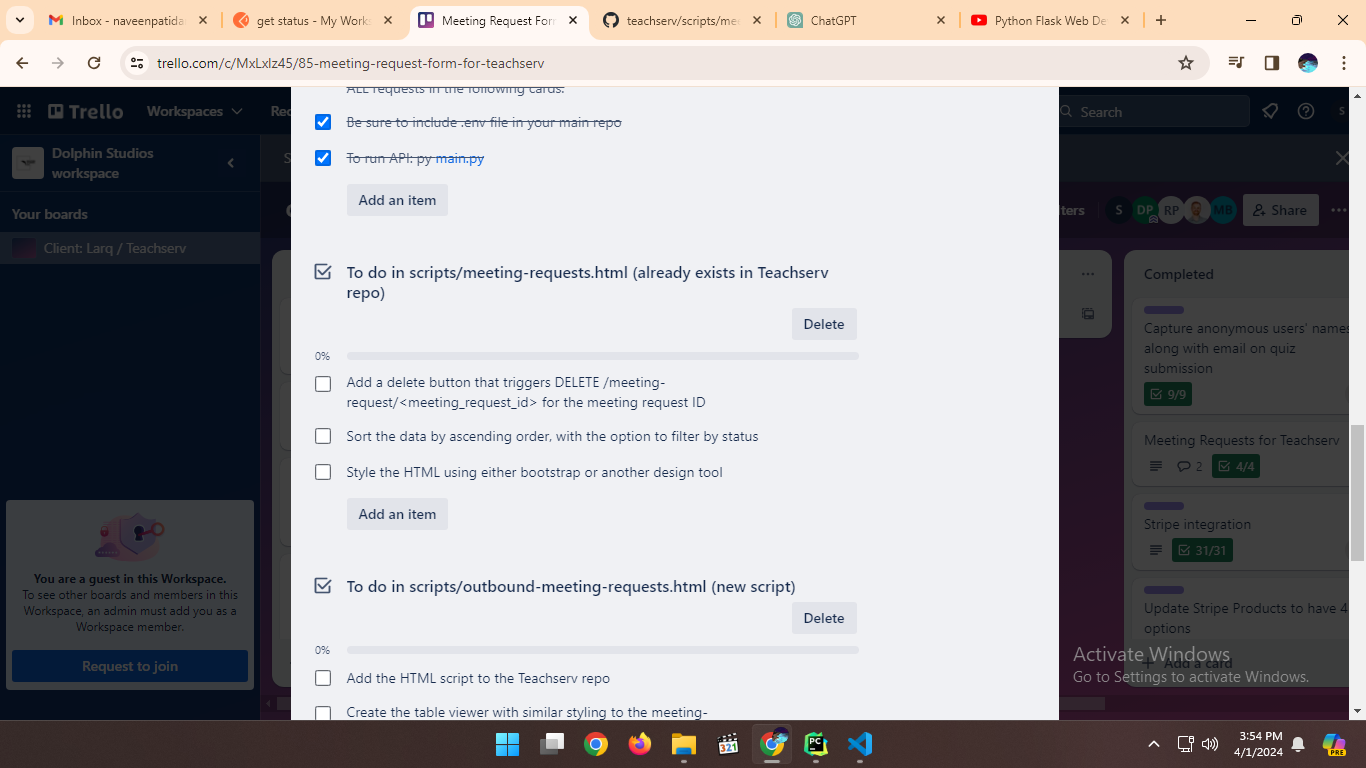 Inbox - naveenpatida
get status - My Works
Meeting Request Form
teachserv/scripts/mee
ChatGPT
Python Flask Web De
trello.com/c/MxLxlz45/85-meeting-request-form-for-teachserv
Trello
Workspaces
Rec
Search
S
Dolphin Studios
workspace
Your boards
Client: Larq / Teachserv
You are a guest in this Workspace.
To see other boards and members in this
Workspace, an admin must add you as a
Workspace member.
Request to join
ALL requests in the following cards:
Be sure to include .env file in your main repo
To run API: py main.py
Add an item
To do in scripts/meeting-requests.html (already exists in Teachserv
repo)
Delete
0%
Add a delete button that triggers DELETE /meeting-
request/<meeting_request_id> for the meeting request ID
Sort the data by ascending order, with the option to filter by status
Style the HTML using either bootstrap or another design tool
Add an item
To do in scripts/outbound-meeting-requests.html (new script)
Delete
0%
Add the HTML script to the Teachserv repo
Create the table viewer with similar styling to the meeting-
lters
S
DP
RP
MB
Share
Completed
Capture anonymous users' names
along with email on quiz
submission
9/9
Meeting Requests for Teachserv
2
4/4
Stripe integration
31/31
Update Stripe Products to have 4
options
Add a card
Activate Windows
Go to Settings to activate Windows.
321
PC
3:54 PM
4/1/2024
PRE